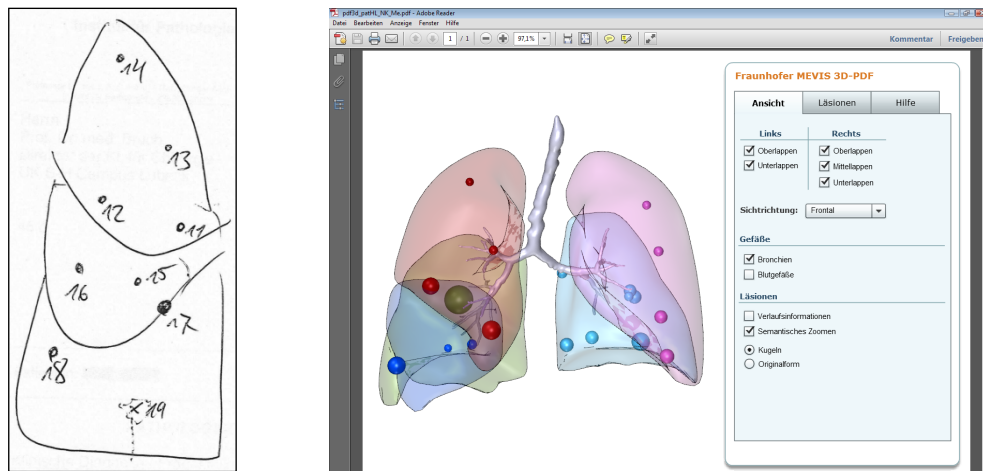 14
13
12
11
15
16
17
18
19
pdf3d_patHL_NK_Me.pdf - Adobe Reader
Datei Bearbeiten Anzeige Fenster Hilfe
1 / 1 97,1% Kommentar Freigeben
Fraunhofer MEVIS 3D-PDF
Ansicht Läsionen Hilfe
Links Rechts
Oberlappen Oberlappen
Unterlappen Mittellappen
Unterlappen
Sichtrichtung: Frontal
Gefäße
Bronchien
Blutgefäße
Läsionen
Verlaufsinformationen
Semantisches Zoomen
Kugeln
Originalform